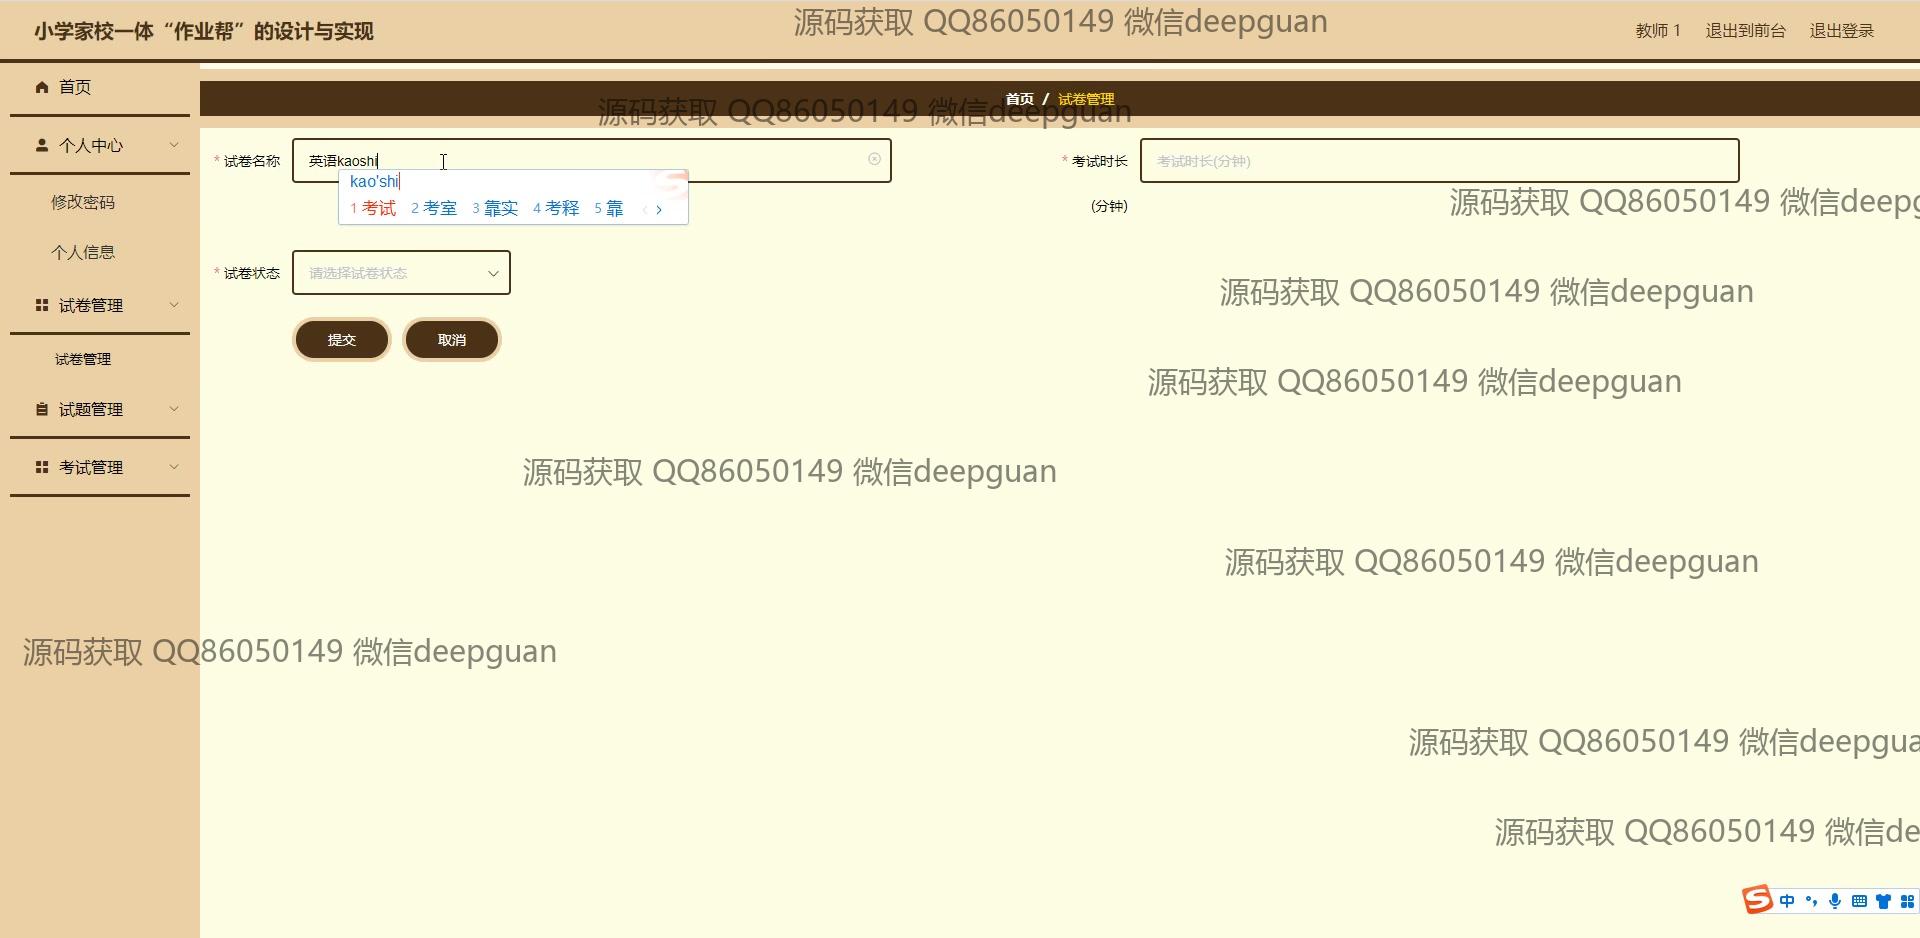 小学家校一体“作业帮”的设计与实现
源码获取 QQ86050149 微信deepguan
教师 1 退出到前台 退出登录
首页
首页 / 试卷管理
源码获取 QQ86050149 微信deepguan
个人中心
* 试卷名称 英语kaoshi
* 考试时长(分钟) 考试时长(分钟)
kao'shi
1 考试 2 考室 3 靠实 4 考释 5 靠
修改密码
源码获取 QQ86050149 微信deepg
个人信息
* 试卷状态 请选择试卷状态
源码获取 QQ86050149 微信deepguan
试卷管理
提交 取消
试卷管理
源码获取 QQ86050149 微信deepguan
试题管理
考试管理
源码获取 QQ86050149 微信deepguan
源码获取 QQ86050149 微信deepguan
源码获取 QQ86050149 微信deepguan
源码获取 QQ86050149 微信deepgua
源码获取 QQ86050149 微信de
中